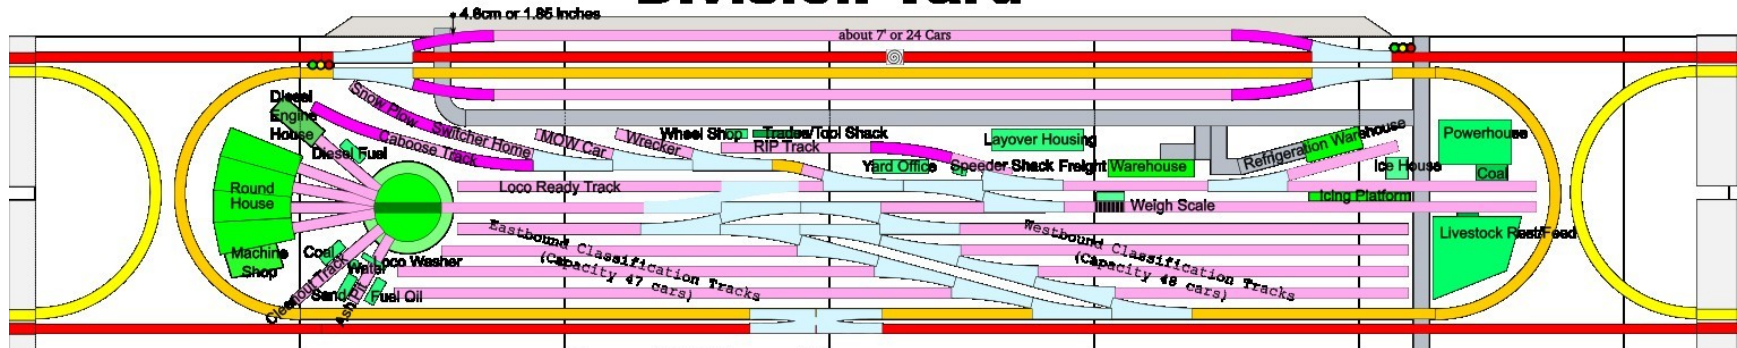 Division Yard
4.8cm or 1.85 Inches
about 7' or 24 Cars
Diesel
Engine
House
Snow Plow
Switcher Home
Caboose Track
MOW Car
Wrecker
Wheel Shop
Trades/Tool Shack
RIP Track
Layover Housing
Refrigeration Warehouse
Powerhouse
Diesel Fuel
Yard Office
Speeder Shack
Freight Warehouse
Ice House
Coal
Round
House
Loco Ready Track
Weigh Scale
Icing Platform
Eastbound Classification Tracks
(Capacity 47 cars)
Westbound Classification Tracks
(Capacity 48 cars)
Livestock Rest/Feed
Machine
Shop
Coal
Water
Loco Washer
Cleanout Track
Sand
Ash Pit
Fuel Oil